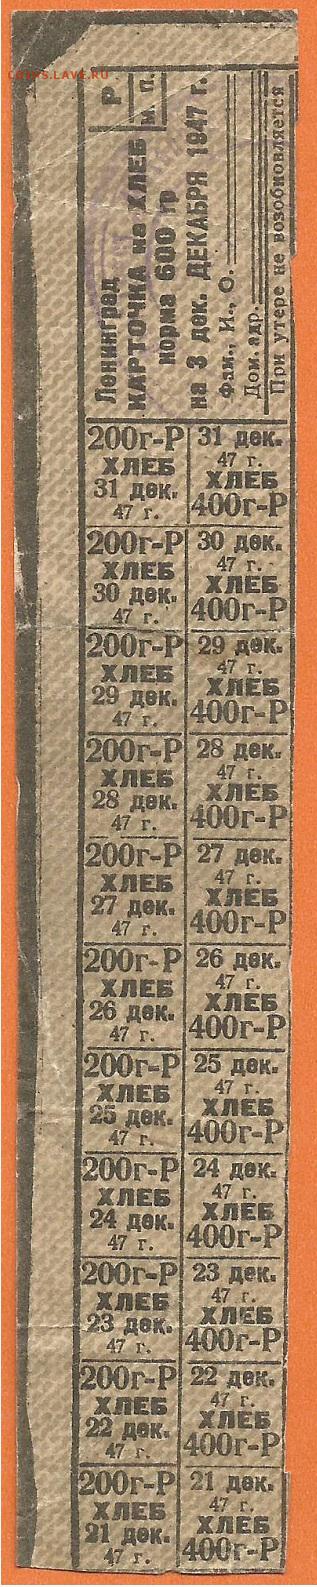 coins.lave.ru
Р
м. п.
Ленинград
КАРТОЧКА на ХЛЕБ
норма 600 гр
на 3 дек. ДЕКАБРЯ 1947 г.
Фам., И., О.
Дом. адр.
При утере не возобновляется
200г-Р
ХЛЕБ
31 дек.
47 г.
31 дек.
47 г.
ХЛЕБ
400г-Р
200г-Р
ХЛЕБ
30 дек.
47 г.
30 дек.
47 г.
ХЛЕБ
400г-Р
200г-Р
ХЛЕБ
29 дек.
47 г.
29 дек.
47 г.
ХЛЕБ
400г-Р
200г-Р
ХЛЕБ
28 дек.
47 г.
28 дек.
47 г.
ХЛЕБ
400г-Р
200г-Р
ХЛЕБ
27 дек.
47 г.
27 дек.
47 г.
ХЛЕБ
400г-Р
200г-Р
ХЛЕБ
26 дек.
47 г.
26 дек.
47 г.
ХЛЕБ
400г-Р
200г-Р
ХЛЕБ
25 дек.
47 г.
25 дек.
47 г.
ХЛЕБ
400г-Р
200г-Р
ХЛЕБ
24 дек.
47 г.
24 дек.
47 г.
ХЛЕБ
400г-Р
200г-Р
ХЛЕБ
23 дек.
47 г.
23 дек.
47 г.
ХЛЕБ
400г-Р
200г-Р
ХЛЕБ
22 дек.
47 г.
22 дек.
47 г.
ХЛЕБ
400г-Р
200г-Р
ХЛЕБ
21 дек.
47 г.
21 дек.
47 г.
ХЛЕБ
400г-Р